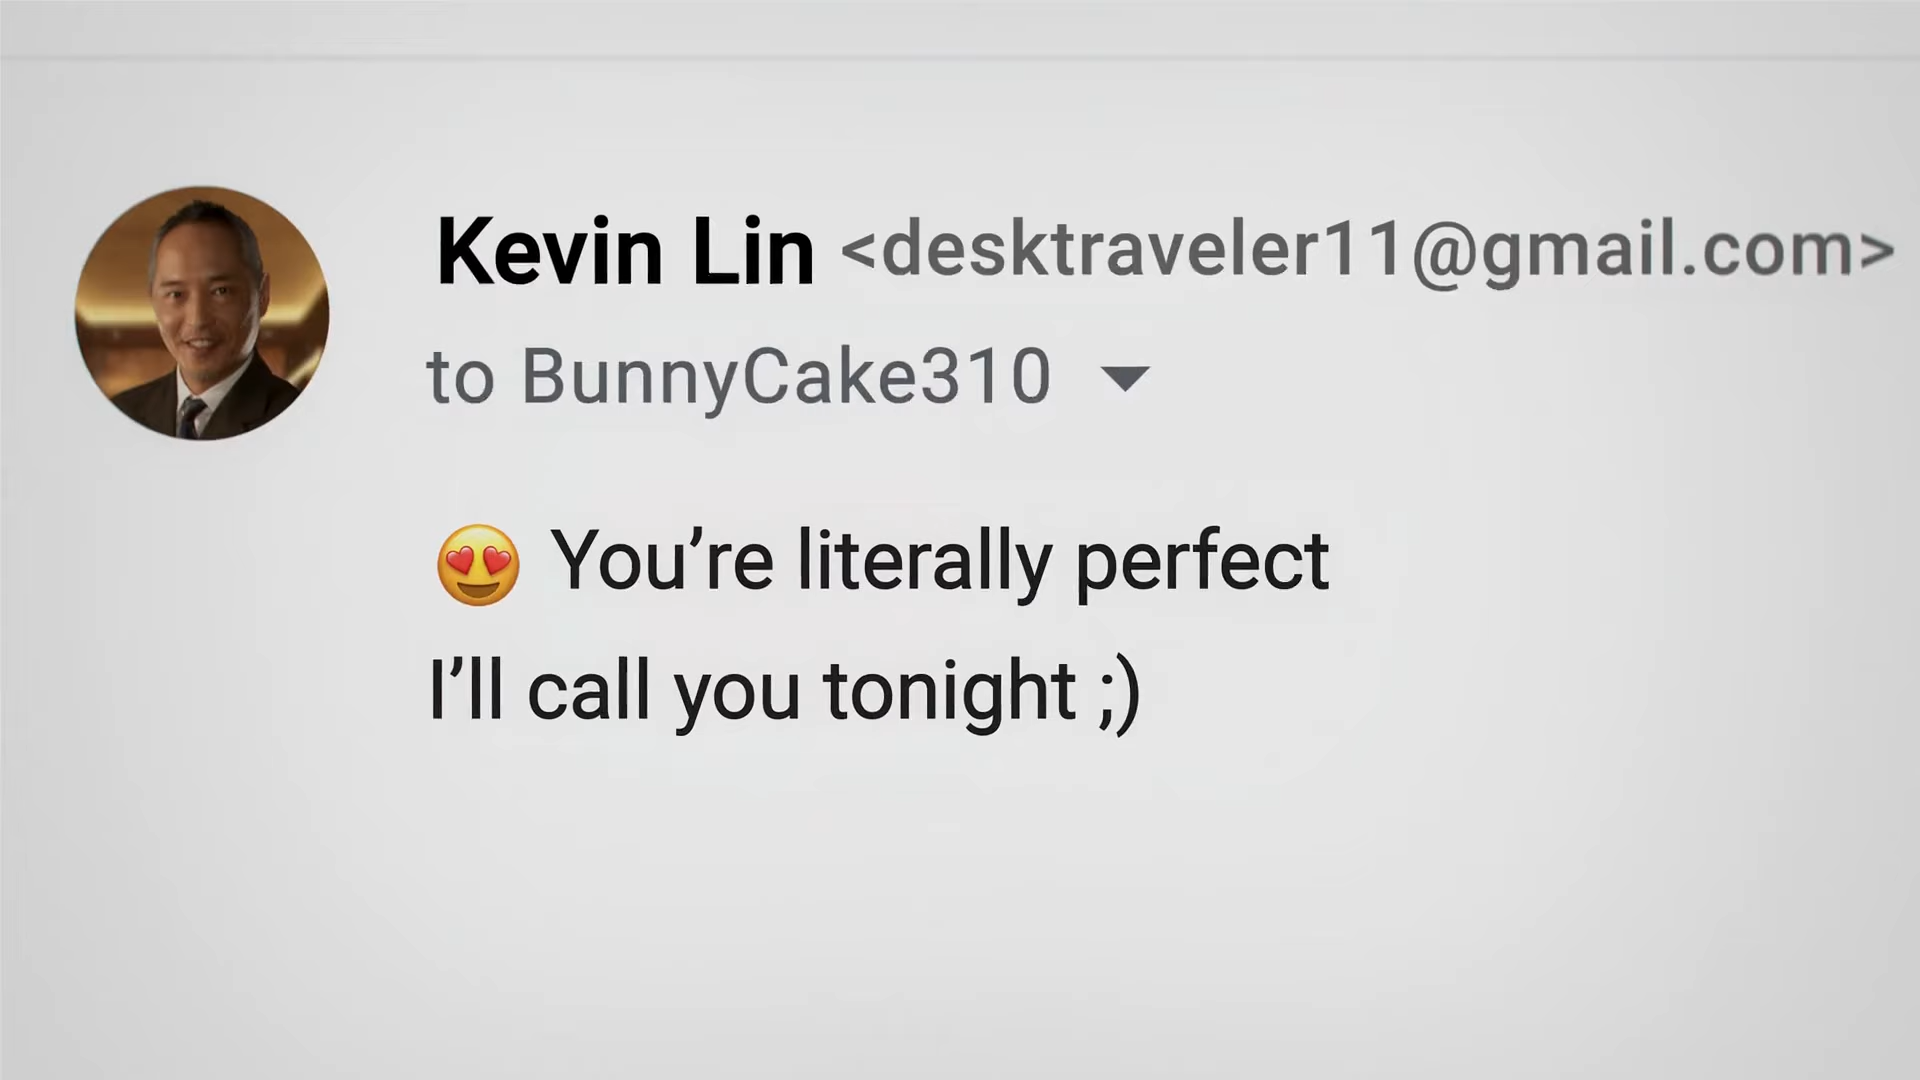 Kevin Lin <desktraveler11@gmail.com>
to BunnyCake310
😍 You’re literally perfect
I’ll call you tonight ;)